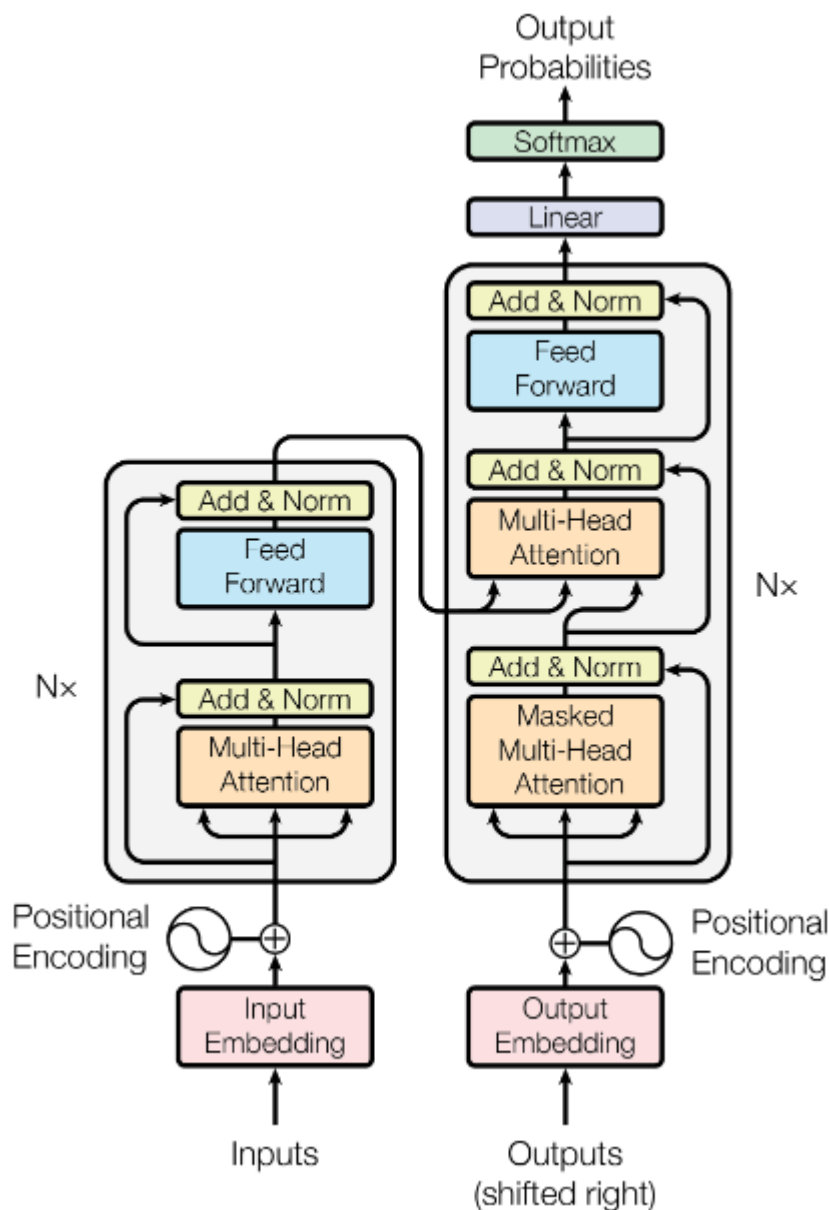 Output
Probabilities
Softmax
Linear
Add & Norm
Feed
Forward
Add & Norm
Multi-Head
Attention
Add & Norm
Masked
Multi-Head
Attention
Nx
Add & Norm
Feed
Forward
Add & Norm
Multi-Head
Attention
Nx
Positional
Encoding
Positional
Encoding
Input
Embedding
Output
Embedding
Inputs
Outputs
(shifted right)